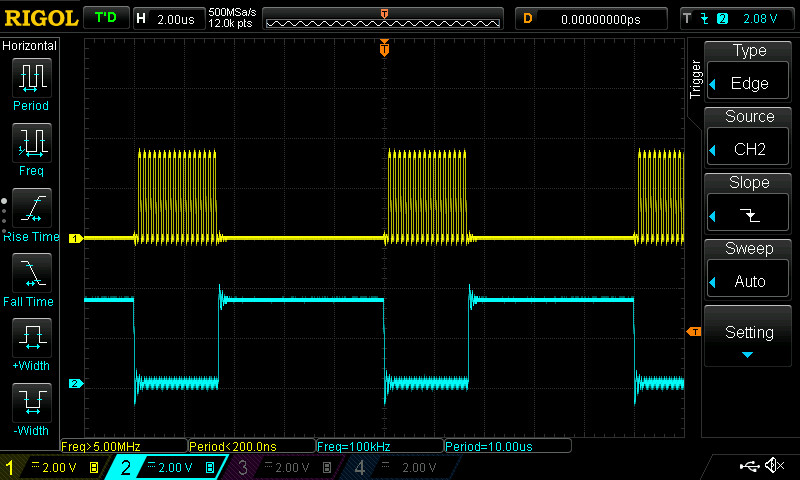 RIGOL T'D H 2.00us 500MSa/s 12.0k pts T D 0.00000000ps T 2 2.08 V
Horizontal
Period
Freq
Rise Time
Fall Time
+Width
-Width
T
1
2
T
Trigger
Type
Edge
Source
CH2
Slope
Sweep
Auto
Setting
Freq>5.00MHz Period<200.0ns Freq=100kHz Period=10.00us
1 2.00 V B 2 2.00 V B 3 2.00 V B 4 2.00 V